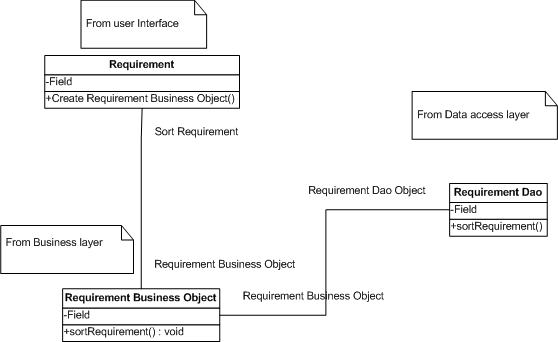 From user Interface
Requirement
-Field
+Create Requirement Business Object()
Sort Requirement
From Data access layer
Requirement Dao Object
Requirement Dao
-Field
+sortRequirement()
From Business layer
Requirement Business Object
Requirement Business Object
Requirement Business Object
-Field
+sortRequirement() : void